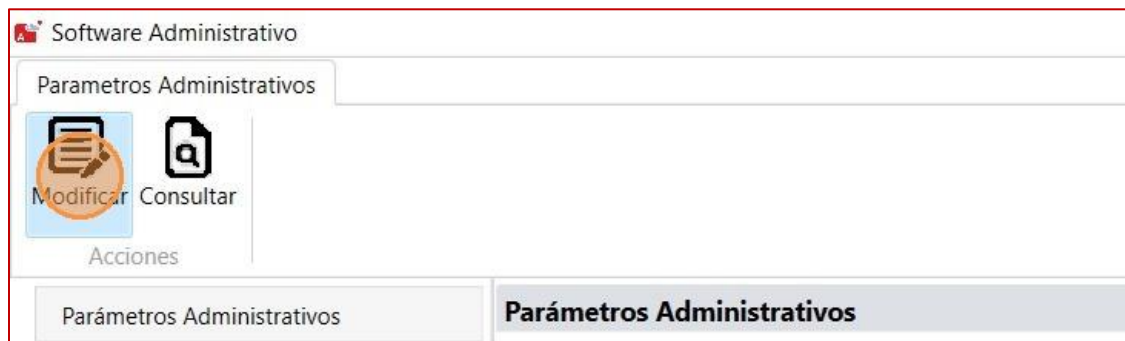 Software Administrativo
Parametros Administrativos
Modificar Consultar
Acciones
Parámetros Administrativos
Parámetros Administrativos